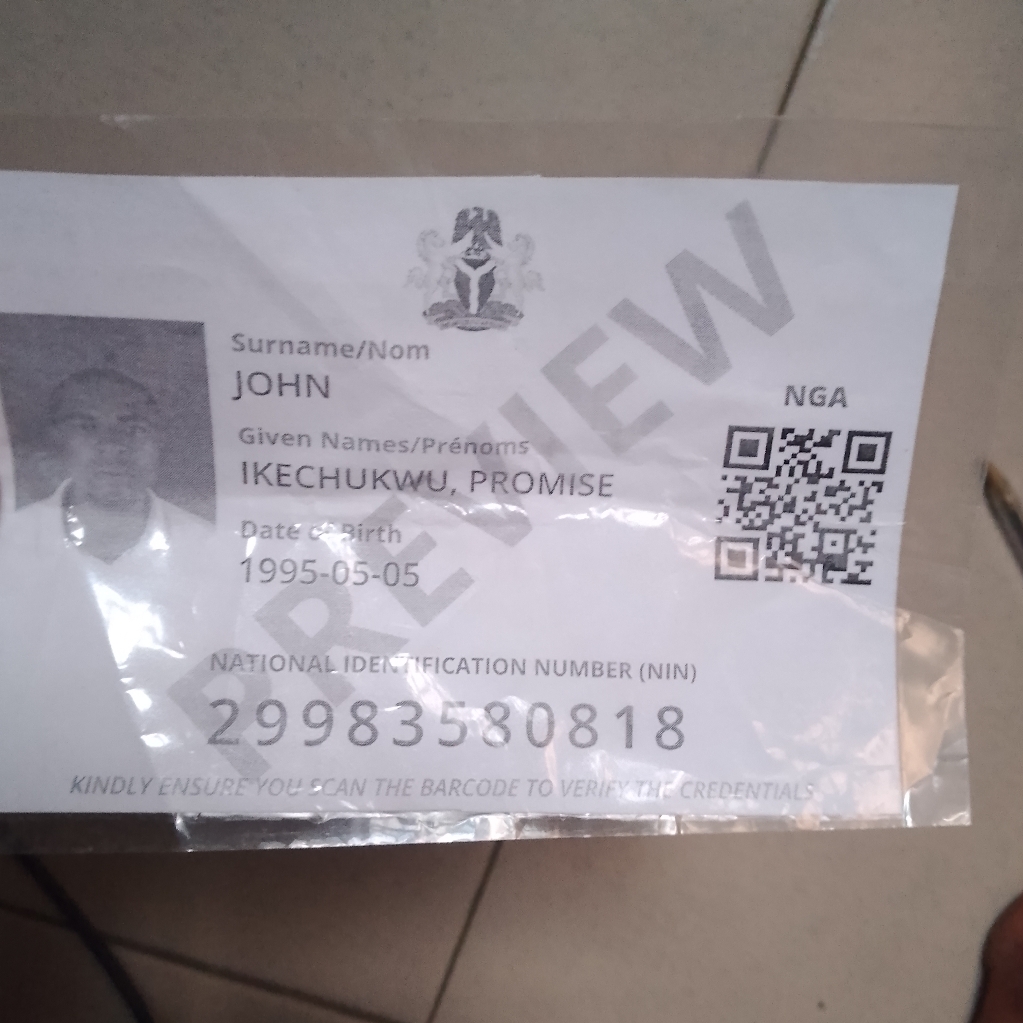 Surname/Nom
JOHN
NGA
Given Names/Prénoms
IKECHUKWU, PROMISE
Date of Birth
1995-05-05
PREVIEW
NATIONAL IDENTIFICATION NUMBER (NIN)
29983580818
KINDLY ENSURE YOU SCAN THE BARCODE TO VERIFY THE CREDENTIALS